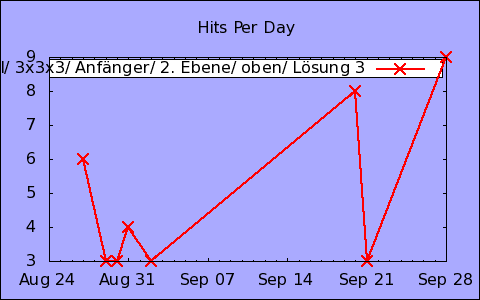 Hits Per Day
l/ 3x3x3/ Anfänger/ 2. Ebene/ oben/ Lösung 3
9
8
7
6
5
4
3
Aug 24 Aug 31 Sep 07 Sep 14 Sep 21 Sep 28